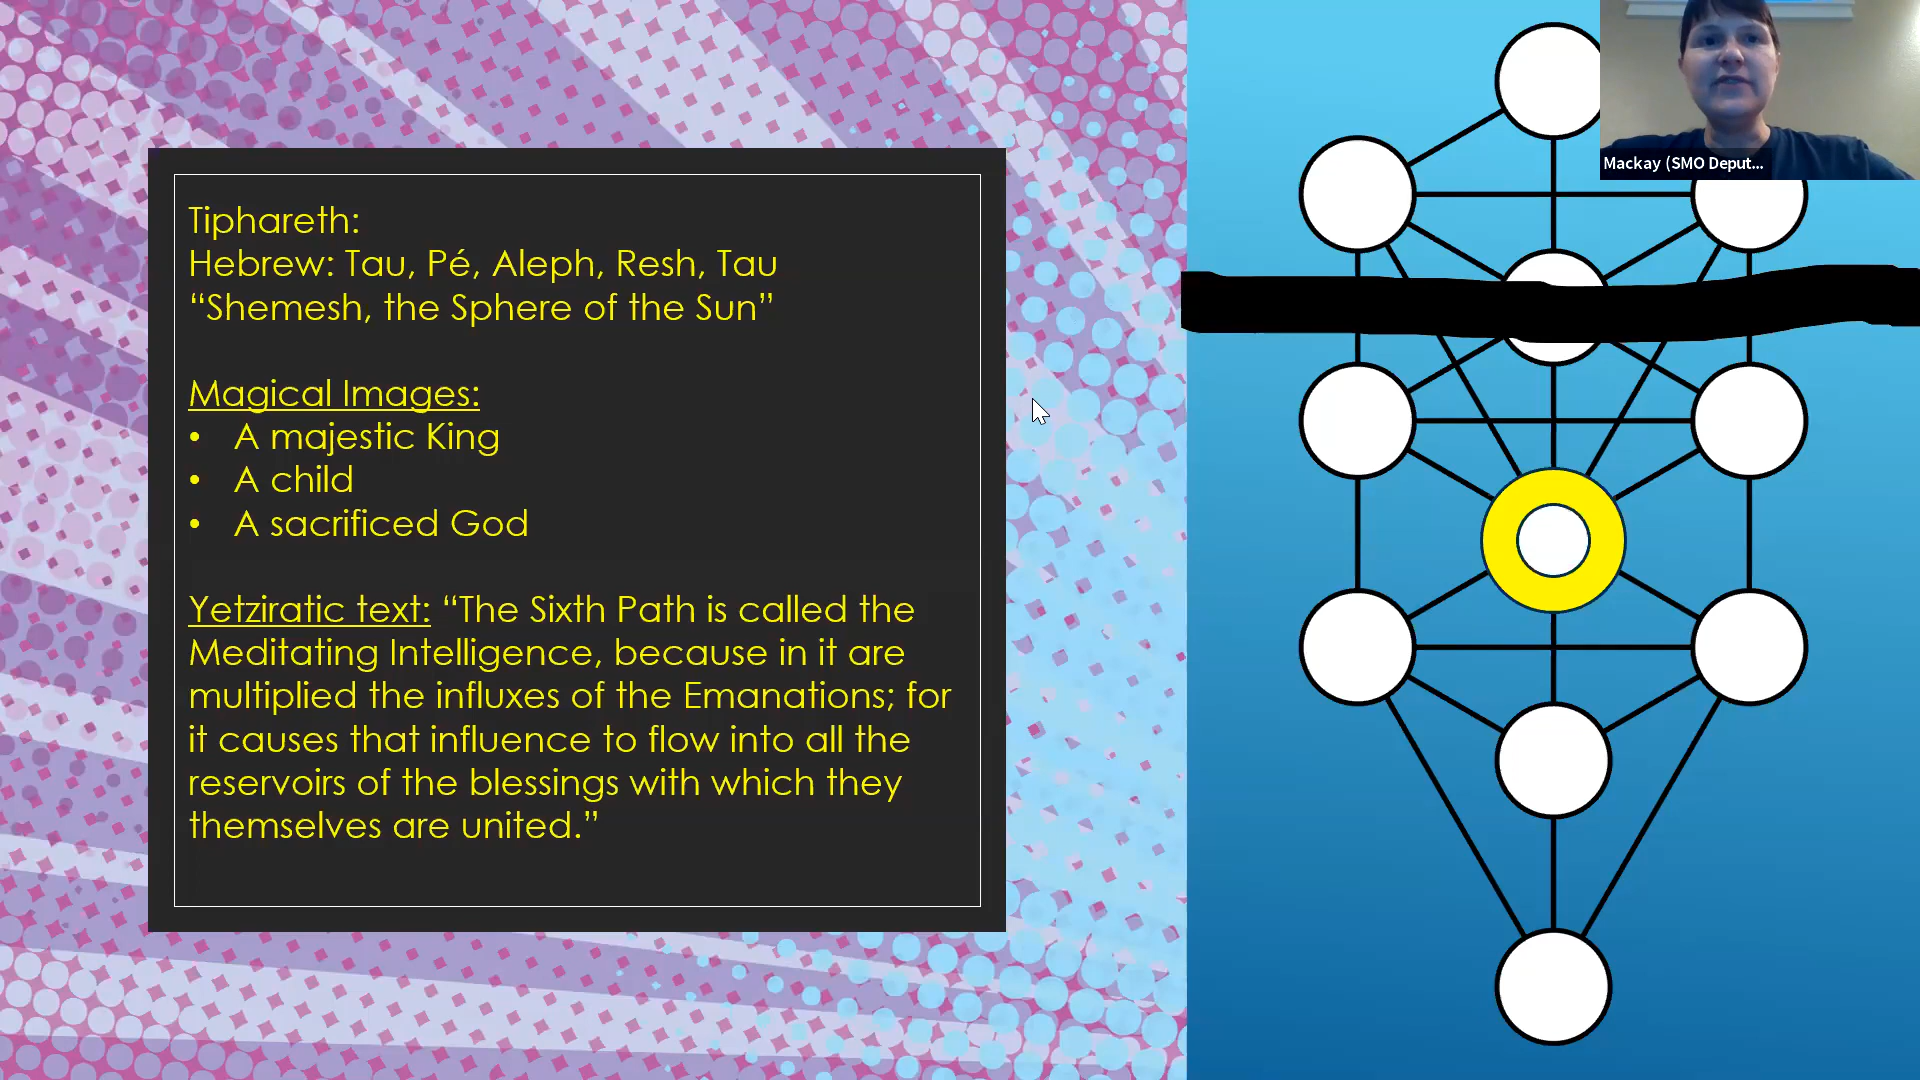 Tiphareth:
Hebrew: Tau, Pé, Aleph, Resh, Tau
“Shemesh, the Sphere of the Sun”
Magical Images:
• A majestic King
• A child
• A sacrificed God
Yetziratic text: “The Sixth Path is called the
Meditating Intelligence, because in it are
multiplied the influxes of the Emanations; for
it causes that influence to flow into all the
reservoirs of the blessings with which they
themselves are united.”
Mackay (SMO Deput...